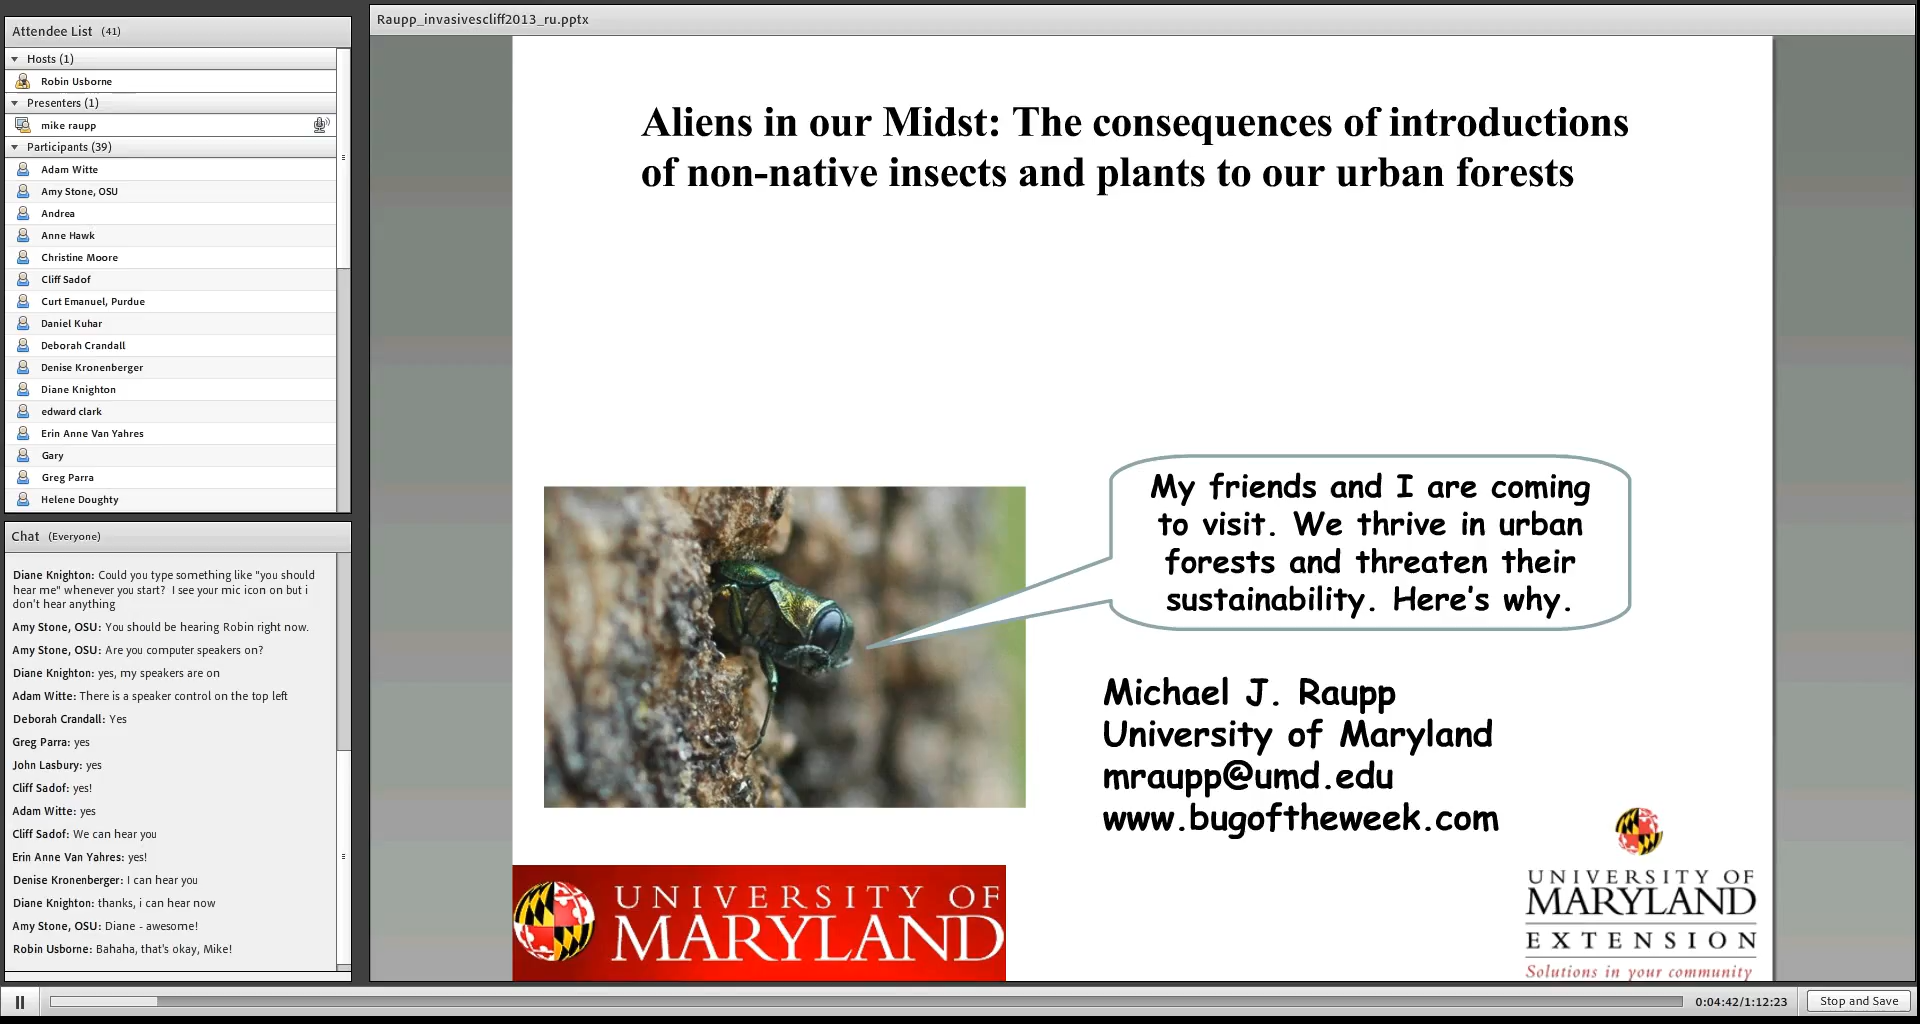 Attendee List (41)
Hosts (1)
Robin Usborne
Presenters (1)
mike raupp
Participants (39)
Adam Witte
Amy Stone, OSU
Andrea
Anne Hawk
Christine Moore
Cliff Sadof
Curt Emanuel, Purdue
Daniel Kuhar
Deborah Crandall
Denise Kronenberger
Diane Knighton
edward clark
Erin Anne Van Yahres
Gary
Greg Parra
Helene Doughty
Chat (Everyone)
Diane Knighton: Could you type something like "you should
hear me" whenever you start? I see your mic icon on but i
don't hear anything
Amy Stone, OSU: You should be hearing Robin right now.
Amy Stone, OSU: Are you computer speakers on?
Diane Knighton: yes, my speakers are on
Adam Witte: There is a speaker control on the top left
Deborah Crandall: Yes
Greg Parra: yes
John Lasbury: yes
Cliff Sadof: yes!
Adam Witte: yes
Cliff Sadof: We can hear you
Erin Anne Van Yahres: yes!
Denise Kronenberger: I can hear you
Diane Knighton: thanks, i can hear now
Amy Stone, OSU: Diane - awesome!
Robin Usborne: Bahaha, that's okay, Mike!
Raupp_invasivescliff2013_ru.pptx
Aliens in our Midst: The consequences of introductions
of non-native insects and plants to our urban forests
My friends and I are coming
to visit. We thrive in urban
forests and threaten their
sustainability. Here's why.
Michael J. Raupp
University of Maryland
mraupp@umd.edu
www.bugoftheweek.com
UNIVERSITY OF
MARYLAND
UNIVERSITY OF
MARYLAND
EXTENSION
Solutions in your community
0:04:42/1:12:23
Stop and Save